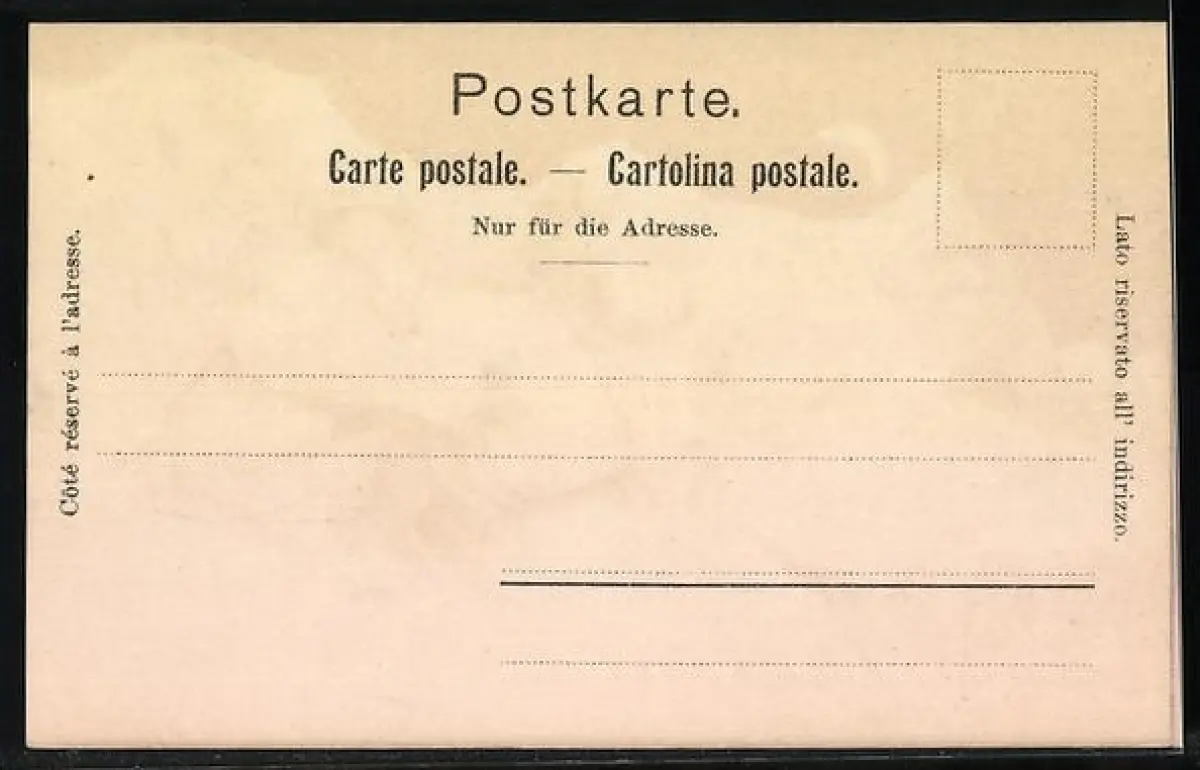 Postkarte.
Carte postale. — Cartolina postale.
Nur für die Adresse.
Côté réservé à l'adresse.
Lato riservato all' indirizzo.